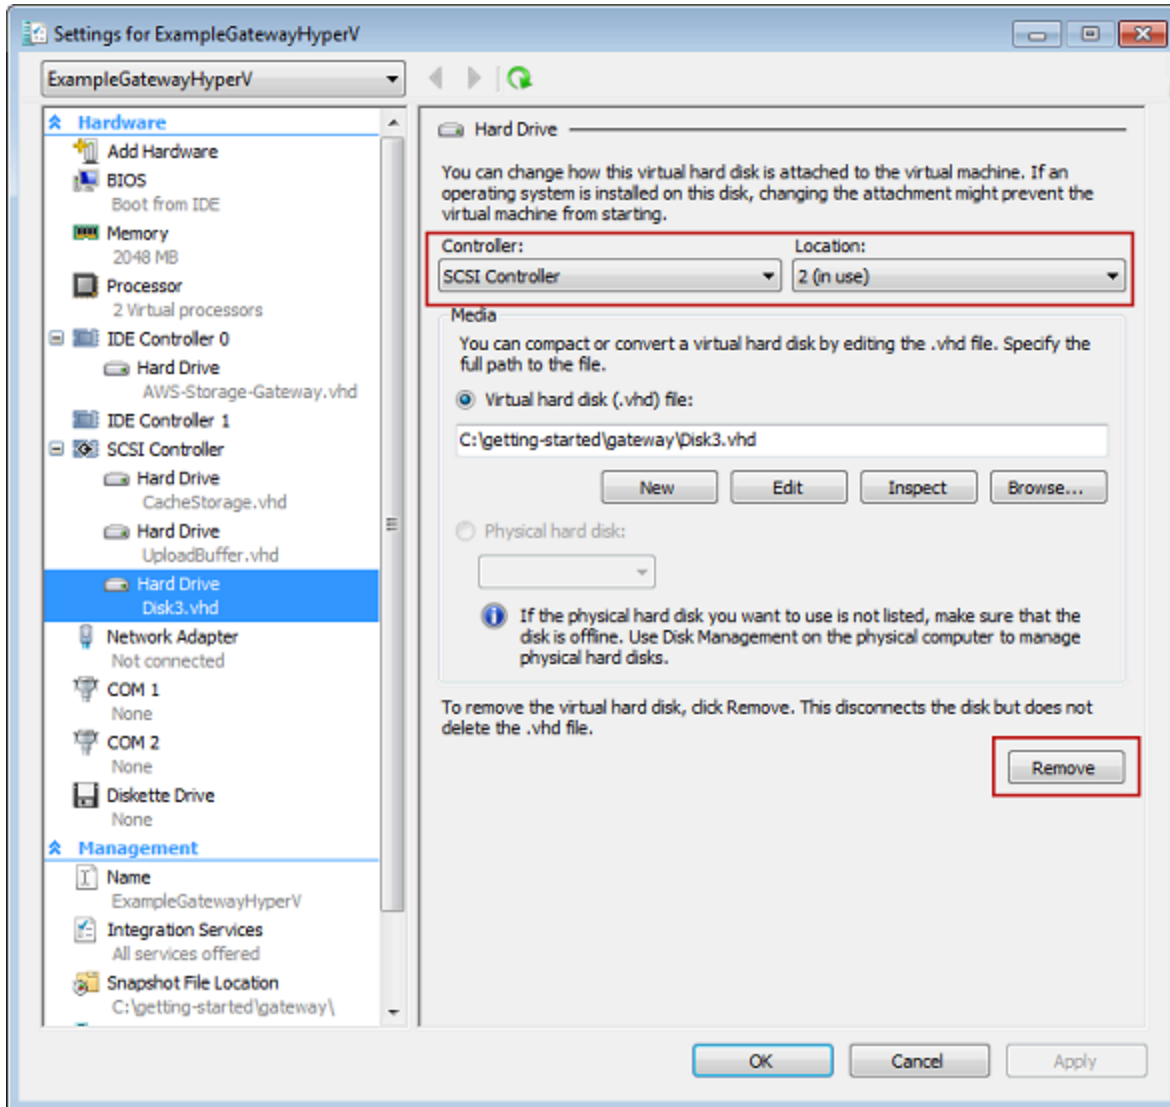 Settings for ExampleGatewayHyperV
ExampleGatewayHyperV
Hardware
Add Hardware
BIOS
Boot from IDE
Memory
2048 MB
Processor
2 Virtual processors
IDE Controller 0
Hard Drive
AWS-Storage-Gateway.vhd
IDE Controller 1
SCSI Controller
Hard Drive
CacheStorage.vhd
Hard Drive
UploadBuffer.vhd
Hard Drive
Disk3.vhd
Network Adapter
Not connected
COM 1
None
COM 2
None
Diskette Drive
None
Management
Name
ExampleGatewayHyperV
Integration Services
All services offered
Snapshot File Location
C:\getting-started\gateway\
Hard Drive
You can change how this virtual hard disk is attached to the virtual machine. If an
operating system is installed on this disk, changing the attachment might prevent the
virtual machine from starting.
Controller:
Location:
SCSI Controller
2 (in use)
Media
You can compact or convert a virtual hard disk by editing the .vhd file. Specify the
full path to the file.
Virtual hard disk (.vhd) file:
C:\getting-started\gateway\Disk3.vhd
New
Edit
Inspect
Browse...
Physical hard disk:
If the physical hard disk you want to use is not listed, make sure that the
disk is offline. Use Disk Management on the physical computer to manage
physical hard disks.
To remove the virtual hard disk, click Remove. This disconnects the disk but does not
delete the .vhd file.
Remove
OK
Cancel
Apply